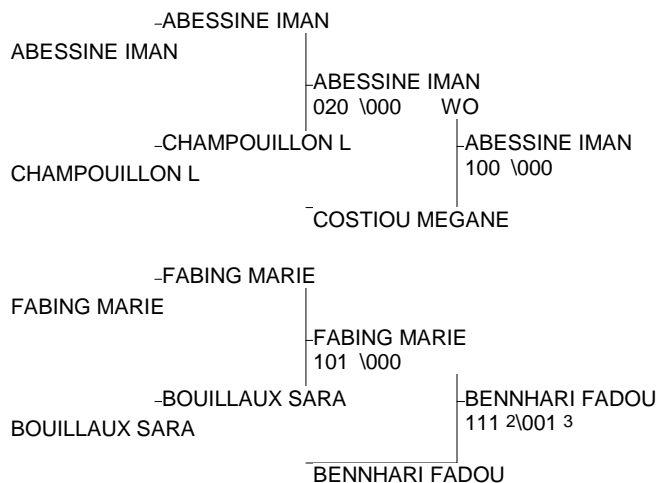 ABESSINE IMAN
ABESSINE IMAN
ABESSINE IMAN
020 \000 WO
CHAMPOUILLON L
ABESSINE IMAN
CHAMPOUILLON L
100 \000
COSTIOU MEGANE
FABING MARIE
FABING MARIE
FABING MARIE
101 \000
BOUILLAUX SARA
BENNHARI FADOU
BOUILLAUX SARA
111 2\001 3
BENNHARI FADOU